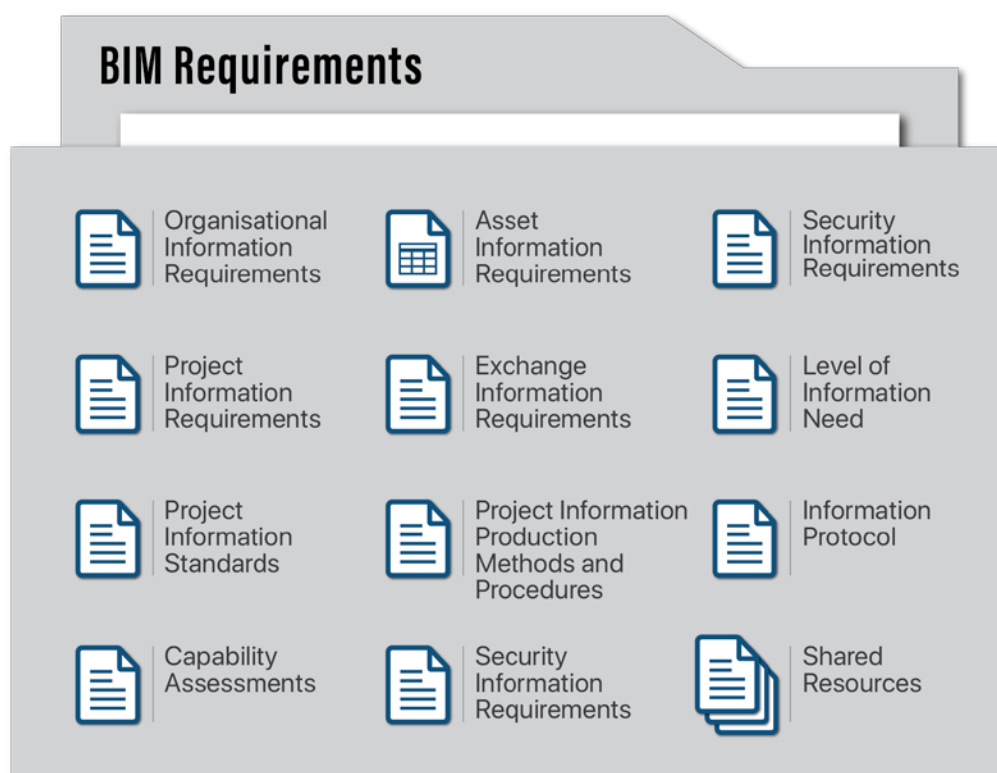 BIM Requirements
Organisational
Information
Requirements
Asset
Information
Requirements
Security
Information
Requirements
Project
Information
Requirements
Exchange
Information
Requirements
Level of
Information
Need
Project
Information
Standards
Project Information
Production
Methods and
Procedures
Information
Protocol
Capability
Assessments
Security
Information
Requirements
Shared
Resources